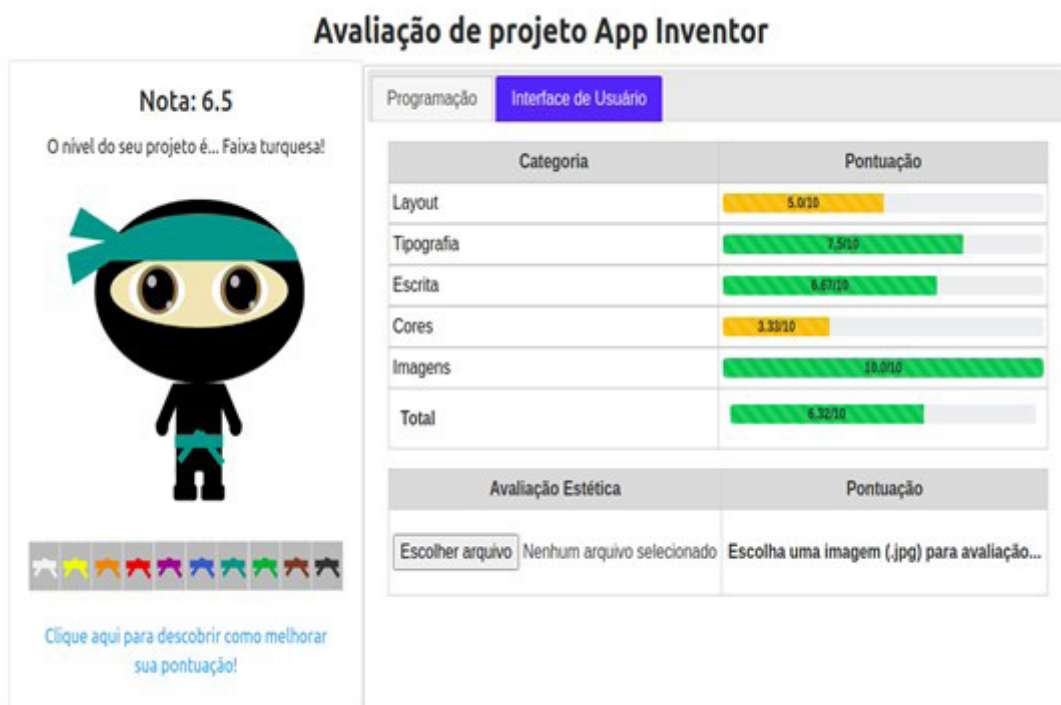 Avaliação de projeto App Inventor
Nota: 6.5
O nível do seu projeto é... Faixa turquesa!
Clique aqui para descobrir como melhorar
sua pontuação!
Programação Interface de Usuário
Categoria Pontuação
Layout 5.0/10
Tipografia 7.5/10
Escrita 6.67/10
Cores 3.33/10
Imagens 10.0/10
Total 6.32/10
Avaliação Estética Pontuação
Escolher arquivo Nenhum arquivo selecionado Escolha uma imagem (.jpg) para avaliação...